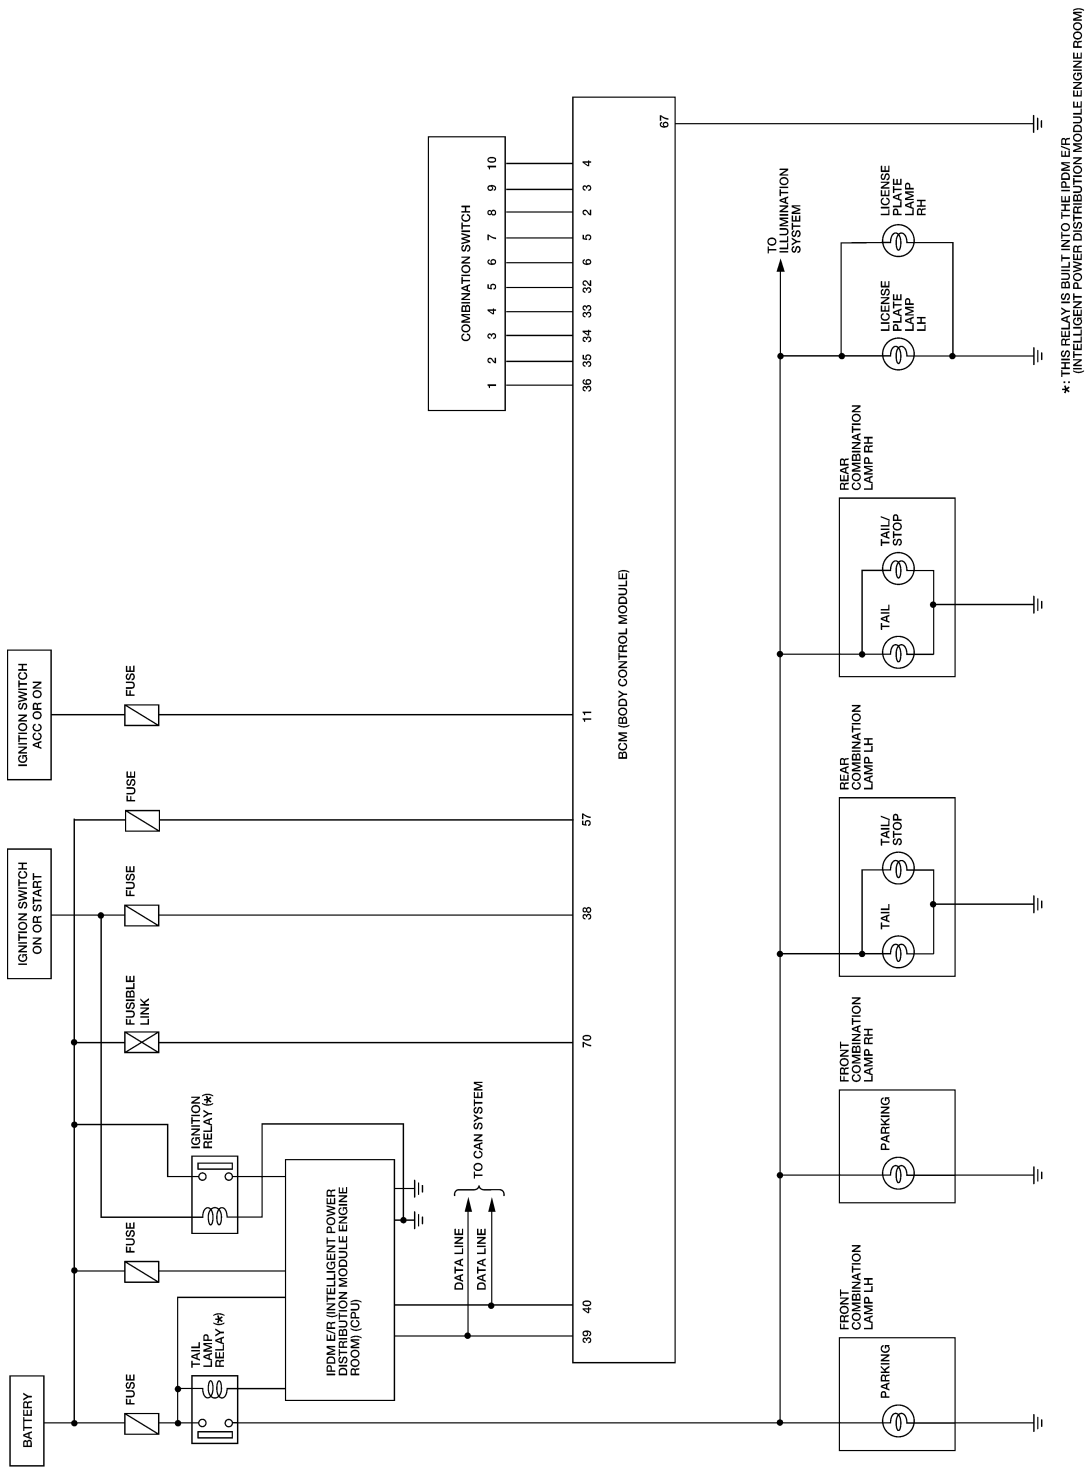 BATTERY
IGNITION SWITCH
ON OR START
IGNITION SWITCH
ACC OR ON
FUSE
FUSE
FUSIBLE
LINK
FUSE
FUSE
FUSE
TAIL
LAMP
RELAY (*)
IGNITION
RELAY (*)
IPDM E/R (INTELLIGENT POWER
DISTRIBUTION MODULE ENGINE
ROOM) (CPU)
DATA LINE
DATA LINE
TO CAN SYSTEM
COMBINATION SWITCH
1 2 3 4 5 6 7 8 9 10
39 40 70 38 57 11 36 35 34 33 32 6 5 2 3 4
BCM (BODY CONTROL MODULE)
67
TO
ILLUMINATION
SYSTEM
FRONT
COMBINATION
LAMP LH
PARKING
FRONT
COMBINATION
LAMP RH
PARKING
REAR
COMBINATION
LAMP LH
TAIL
TAIL/
STOP
REAR
COMBINATION
LAMP RH
TAIL
TAIL/
STOP
LICENSE
PLATE
LAMP
LH
LICENSE
PLATE
LAMP
RH
*: THIS RELAY IS BUILT INTO THE IPDM E/R
(INTELLIGENT POWER DISTRIBUTION MODULE ENGINE ROOM)